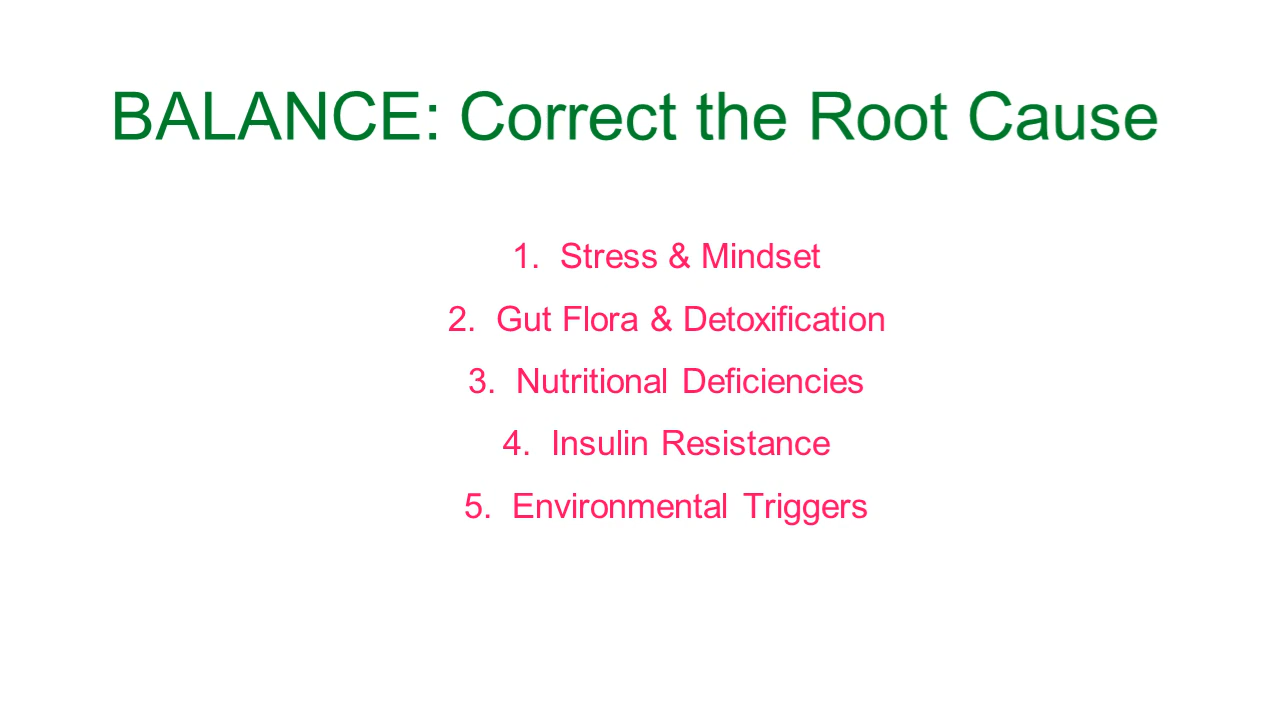 BALANCE: Correct the Root Cause
1. Stress & Mindset
2. Gut Flora & Detoxification
3. Nutritional Deficiencies
4. Insulin Resistance
5. Environmental Triggers